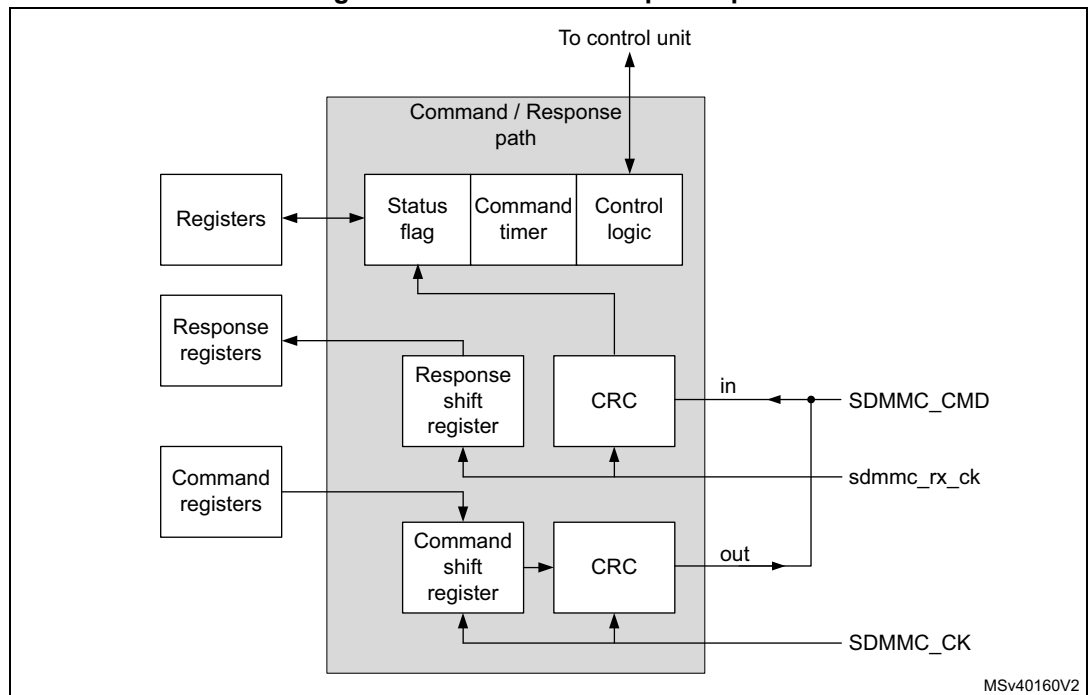 To control unit
Command / Response
path
Registers
Status
flag
Command
timer
Control
logic
Response
registers
Response
shift
register
CRC
in
SDMMC_CMD
sdmmc_rx_ck
Command
registers
Command
shift
register
CRC
out
SDMMC_CK
MSv40160V2